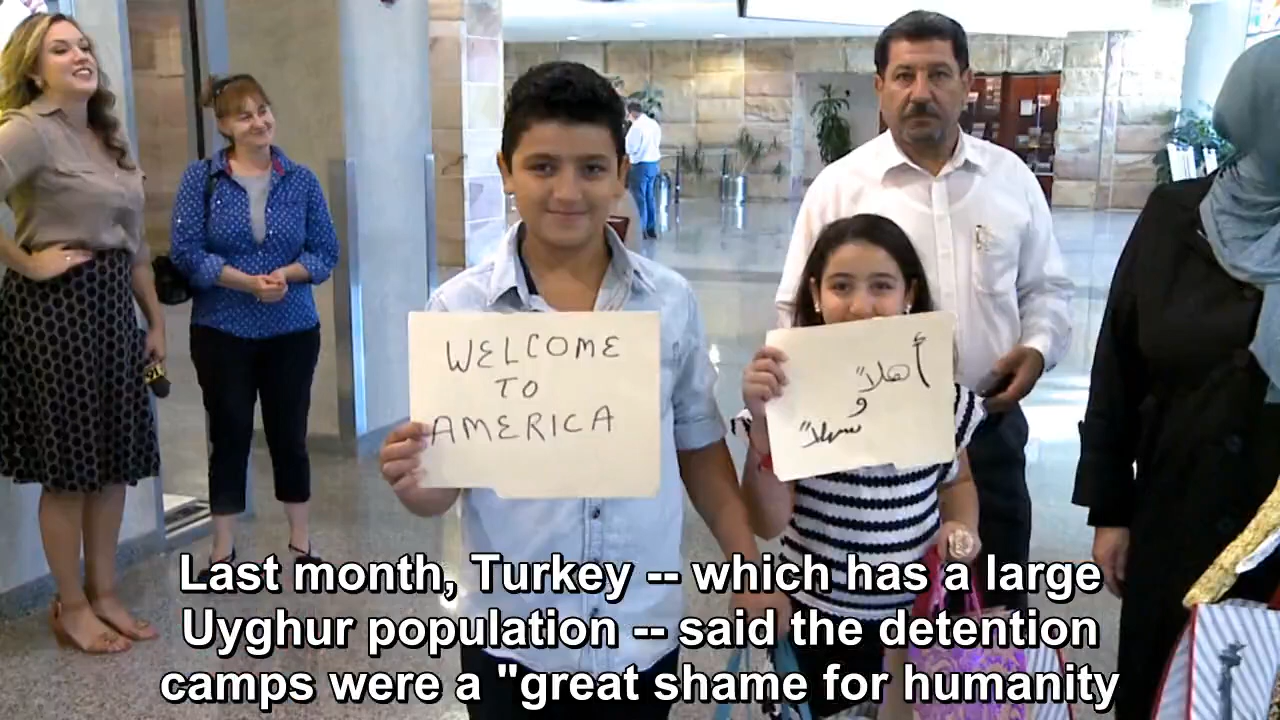 WELCOME
TO
AMERICA
أهلاً
و
سهلاً
Last month, Turkey -- which has a large
Uyghur population -- said the detention
camps were a "great shame for humanity